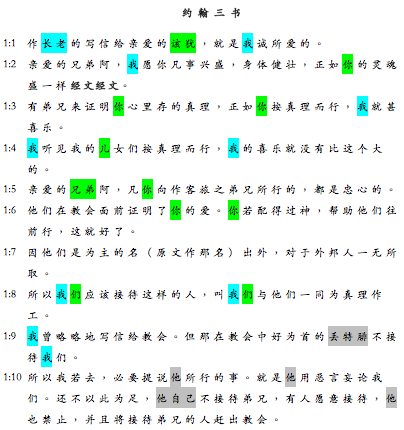 约翰三书
1:1 作长老的写信给亲爱的该犹，就是我诚所爱的。
1:2 亲爱的兄弟阿，我愿你凡事兴盛，身体健壮，正如你的灵魂
盛一样经文经文。
1:3 有弟兄来证明你心里存的真理，正如你按真理而行，我就甚
喜乐。
1:4 我听见我的儿女们按真理而行，我的喜乐就没有比这个大
的。
1:5 亲爱的兄弟阿，凡你向作客旅之弟兄所行的，都是忠心的。
1:6 他们在教会面前证明了你的爱。你若配得过神，帮助他们往
前行，这就好了。
1:7 因他们是为主的名（原文作那名）出外，对于外邦人一无所
取。
1:8 所以我们应该接待这样的人，叫我们与他们一同为真理作
工。
1:9 我曾略略地写信给教会。但那在教会中好为首的丢特腓不接
待我们。
1:10 所以我若去，必要提说他所行的事。就是他用恶言妄论我
们。还不以此为足，他自己不接待弟兄，有人愿意接待，他
也禁止，并且将接待弟兄的人赶出教会。